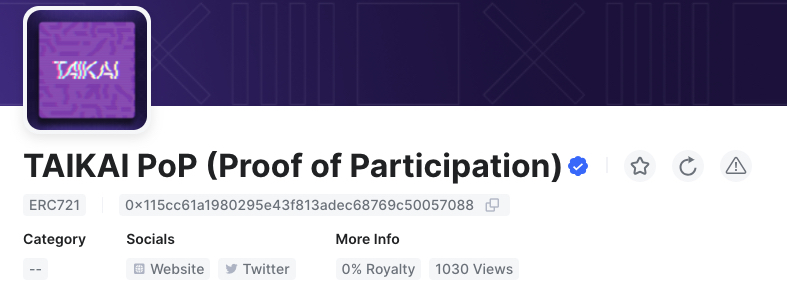 TAIKAI
TAIKAI PoP (Proof of Participation)
ERC721 0x115cc61a1980295e43f813adec68769c50057088
Category Socials More Info
-- Website Twitter 0% Royalty 1030 Views